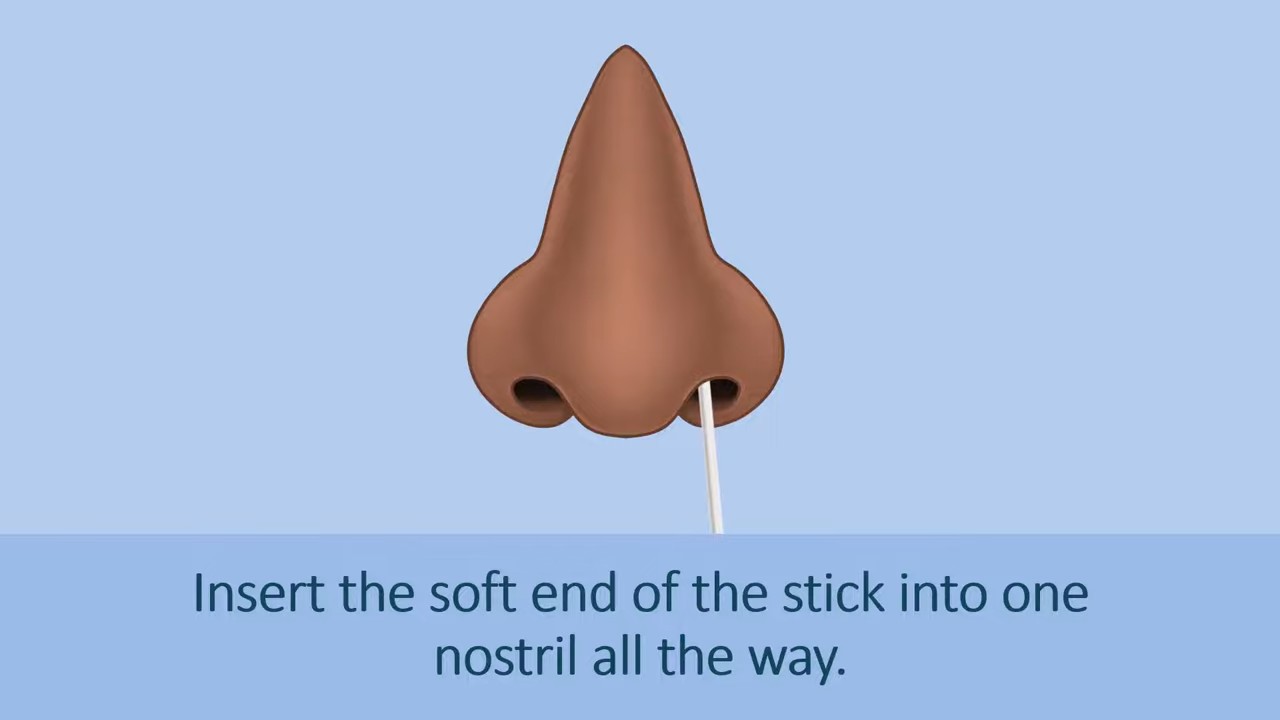 Insert the soft end of the stick into one
nostril all the way.